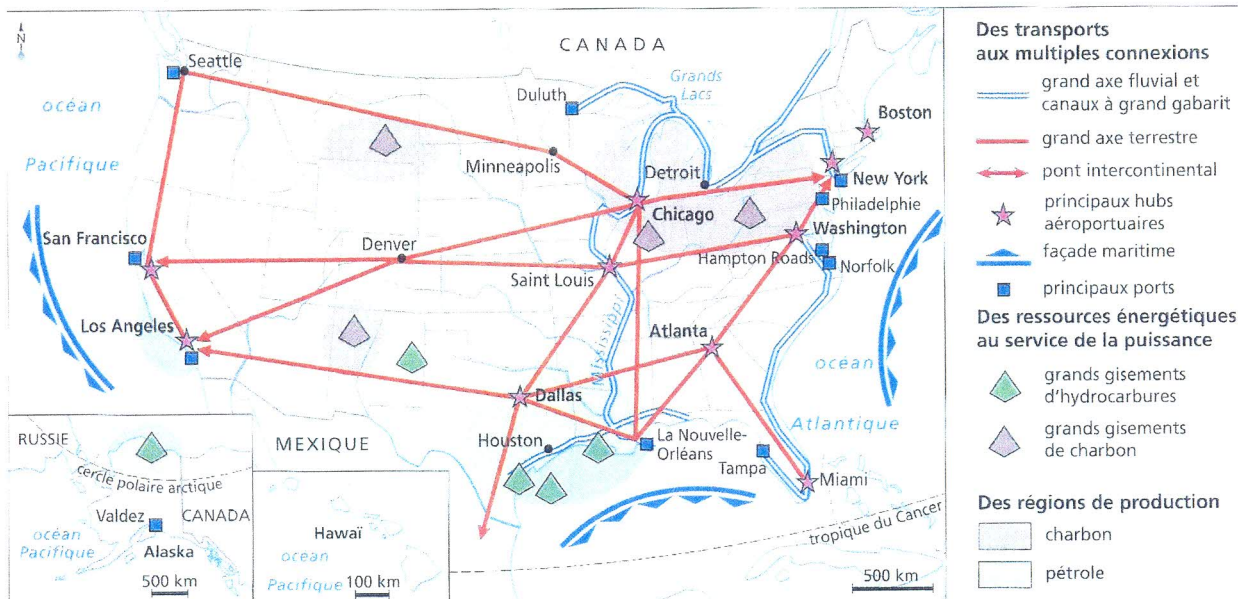 N
CANADA
Seattle
océan
Pacifique
Duluth
Grands
Lacs
Minneapolis
Boston
Detroit
New York
Chicago
Philadelphie
Washington
San Francisco
Denver
Hampton Roads
Norfolk
Saint Louis
Los Angeles
Mississipi
Atlanta
océan
Atlantique
Dallas
MEXIQUE
Houston
La Nouvelle-
Orléans
Tampa
Miami
tropique du Cancer
500 km
RUSSIE
cercle polaire arctique
Valdez
CANADA
océan
Pacifique
Alaska
500 km
Hawaï
océan
Pacifique
100 km
Des transports
aux multiples connexions
grand axe fluvial et
canaux à grand gabarit
grand axe terrestre
pont intercontinental
principaux hubs
aéroportuaires
façade maritime
principaux ports
Des ressources énergétiques
au service de la puissance
grands gisements
d'hydrocarbures
grands gisements
de charbon
Des régions de production
charbon
pétrole